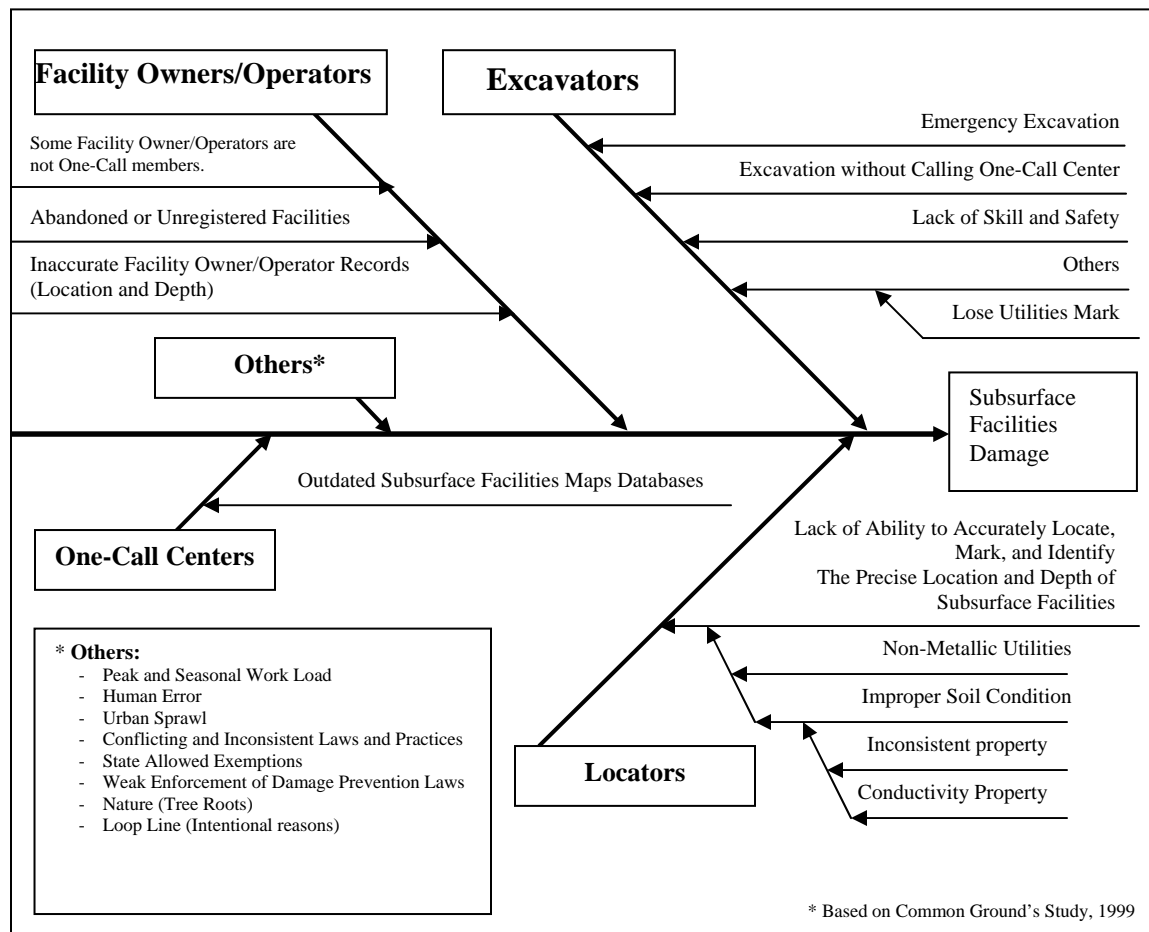 Facility Owners/Operators
Excavators
Some Facility Owner/Operators are
not One-Call members.
Abandoned or Unregistered Facilities
Inaccurate Facility Owner/Operator Records
(Location and Depth)
Emergency Excavation
Excavation without Calling One-Call Center
Lack of Skill and Safety
Others
Lose Utilities Mark
Others*
Subsurface
Facilities
Damage
Outdated Subsurface Facilities Maps Databases
One-Call Centers
Lack of Ability to Accurately Locate,
Mark, and Identify
The Precise Location and Depth of
Subsurface Facilities
Non-Metallic Utilities
Improper Soil Condition
Inconsistent property
Conductivity Property
Locators
* Others:
- Peak and Seasonal Work Load
- Human Error
- Urban Sprawl
- Conflicting and Inconsistent Laws and Practices
- State Allowed Exemptions
- Weak Enforcement of Damage Prevention Laws
- Nature (Tree Roots)
- Loop Line (Intentional reasons)
* Based on Common Ground's Study, 1999